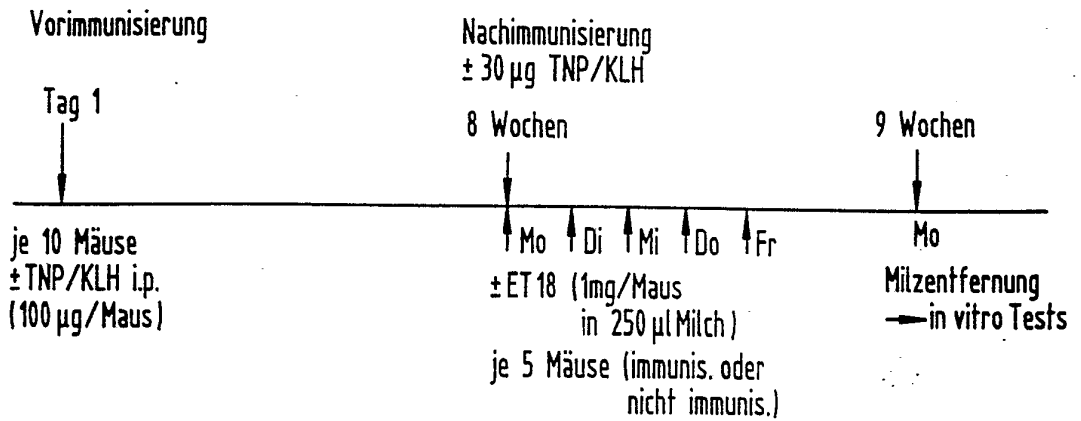 Vorimmunisierung
Tag 1
Nachimmunisierung
± 30 µg TNP/KLH
8 Wochen
9 Wochen
je 10 Mäuse
± TNP/KLH i.p.
(100 µg/Maus)
Mo Di Mi Do Fr
± ET 18 (1mg/Maus
in 250 µl Milch)
je 5 Mäuse (immunis. oder
nicht immunis.)
Mo
Milzentfernung
in vitro Tests